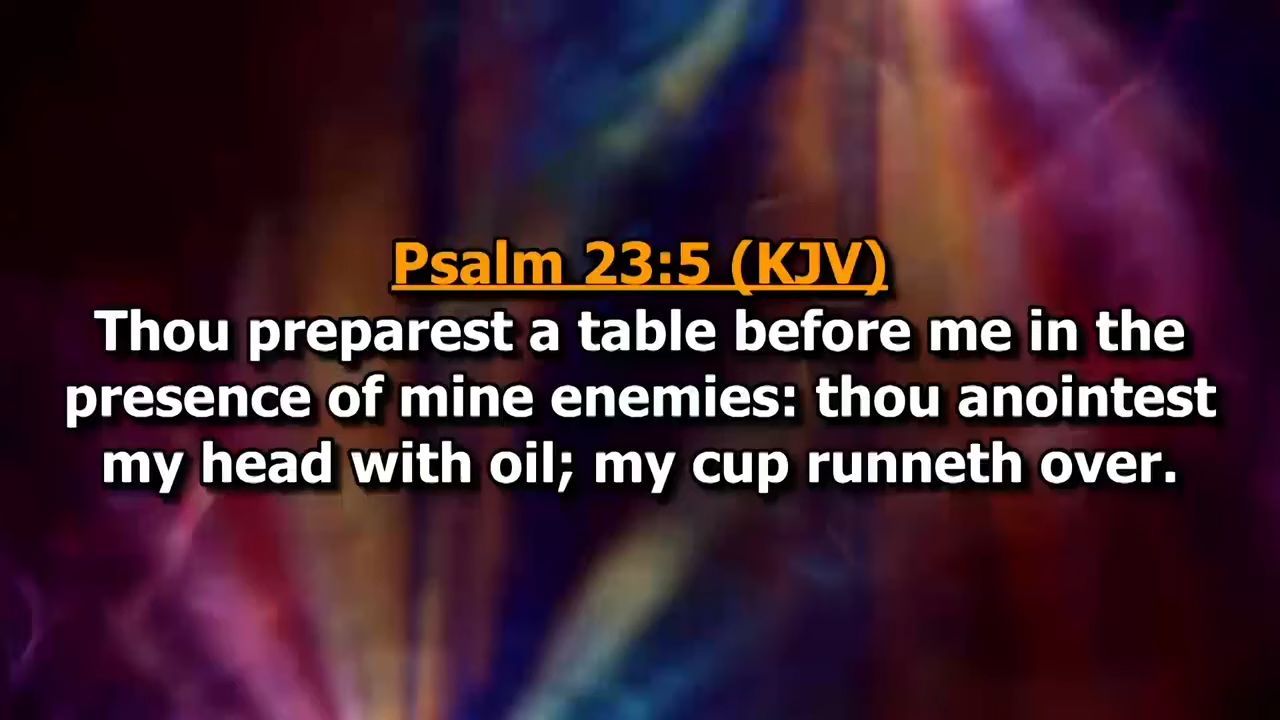 Psalm 23:5 (KJV)
Thou preparest a table before me in the
presence of mine enemies: thou anointest
my head with oil; my cup runneth over.